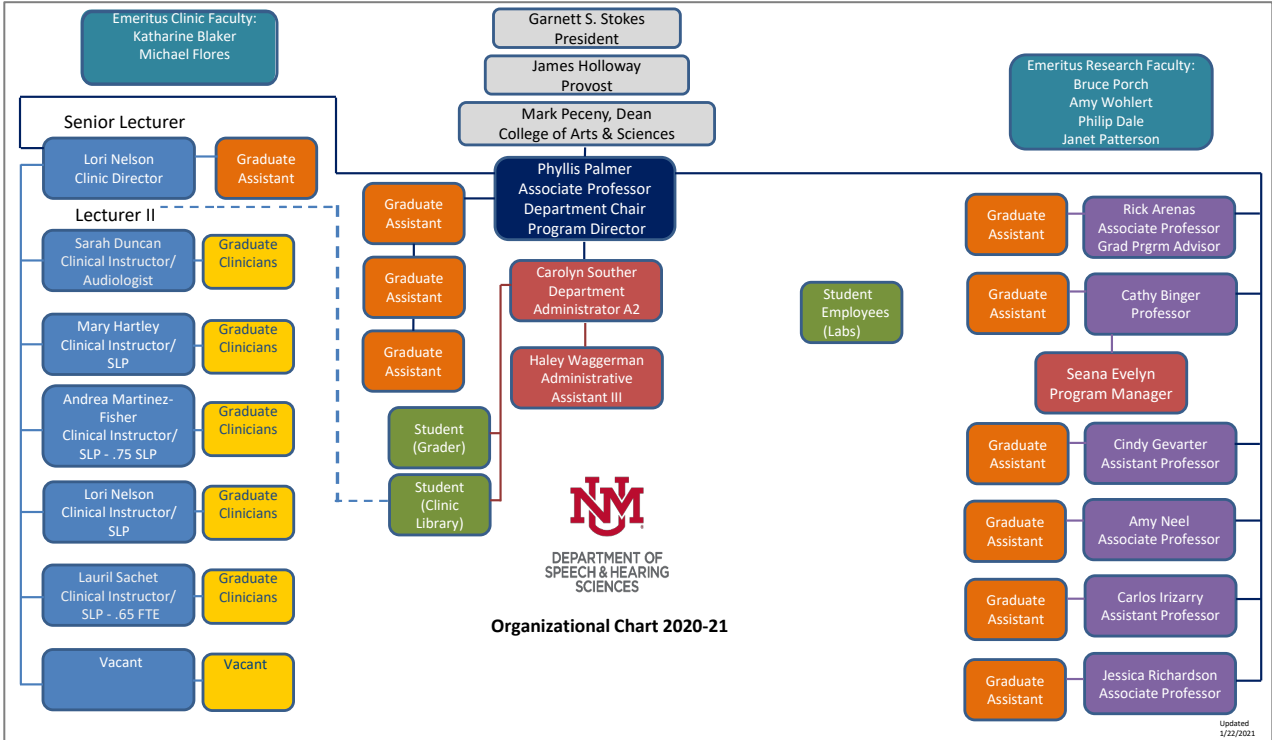 Emeritus Clinic Faculty:
Katharine Blaker
Michael Flores
Garnett S. Stokes
President
James Holloway
Provost
Mark Peceny, Dean
College of Arts & Sciences
Emeritus Research Faculty:
Bruce Porch
Amy Wohlert
Philip Dale
Janet Patterson
Senior Lecturer
Lori Nelson
Clinic Director
Graduate
Assistant
Phyllis Palmer
Associate Professor
Department Chair
Program Director
Lecturer II
Sarah Duncan
Clinical Instructor/
Audiologist
Graduate
Clinicians
Mary Hartley
Clinical Instructor/
SLP
Graduate
Clinicians
Andrea Martinez-
Fisher
Clinical Instructor/
SLP - .75 SLP
Graduate
Clinicians
Lori Nelson
Clinical Instructor/
SLP
Graduate
Clinicians
Lauril Sachet
Clinical Instructor/
SLP - .65 FTE
Graduate
Clinicians
Vacant
Vacant
Graduate
Assistant
Graduate
Assistant
Graduate
Assistant
Carolyn Souther
Department
Administrator A2
Haley Waggerman
Administrative
Assistant III
Student
(Grader)
Student
(Clinic
Library)
UNM
DEPARTMENT OF
SPEECH & HEARING
SCIENCES
Organizational Chart 2020-21
Student
Employees
(Labs)
Graduate
Assistant
Rick Arenas
Associate Professor
Grad Prgrm Advisor
Graduate
Assistant
Cathy Binger
Professor
Seana Evelyn
Program Manager
Graduate
Assistant
Cindy Gevarter
Assistant Professor
Graduate
Assistant
Amy Neel
Associate Professor
Graduate
Assistant
Carlos Irizarry
Assistant Professor
Graduate
Assistant
Jessica Richardson
Associate Professor
Updated
1/22/2021